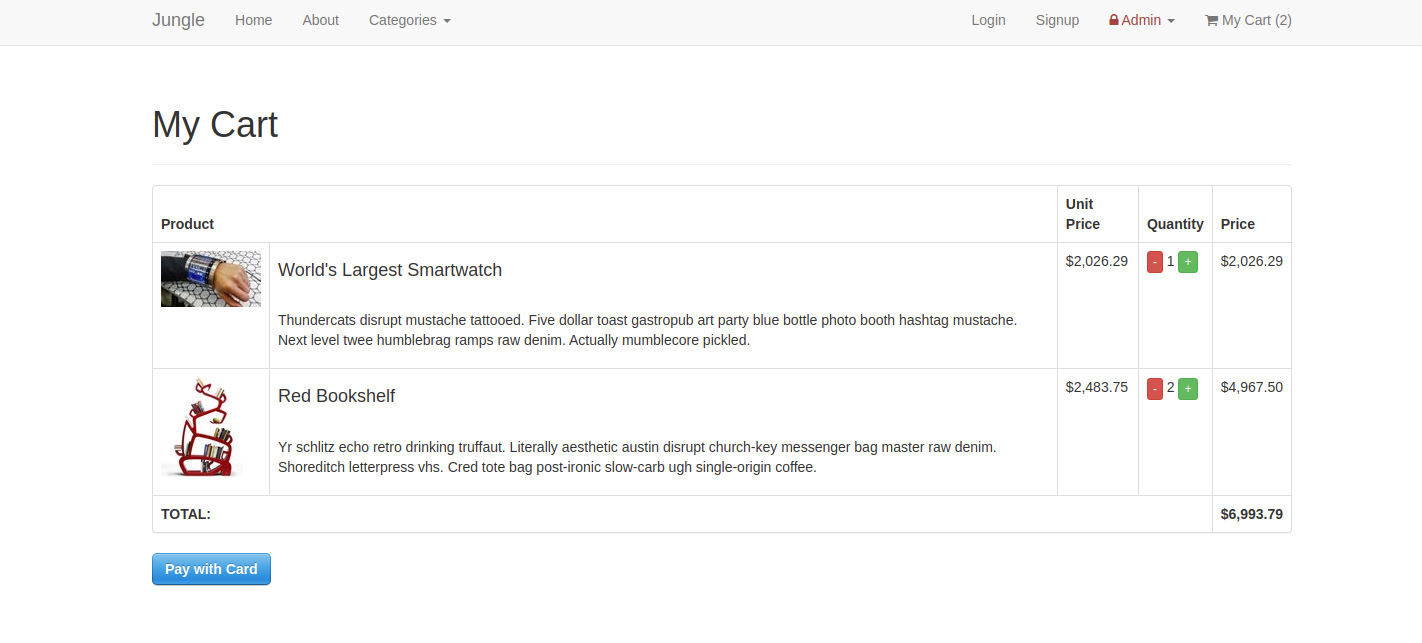 Jungle Home About Categories Login Signup Admin My Cart (2)
My Cart
Product Unit Price Quantity Price
World's Largest Smartwatch $2,026.29 - 1 + $2,026.29
Thundercats disrupt mustache tattooed. Five dollar toast gastropub art party blue bottle photo booth hashtag mustache.
Next level twee humblebrag ramps raw denim. Actually mumblecore pickled.
Red Bookshelf $2,483.75 - 2 + $4,967.50
Yr schlitz echo retro drinking truffaut. Literally aesthetic austin disrupt church-key messenger bag master raw denim.
Shoreditch letterpress vhs. Cred tote bag post-ironic slow-carb ugh single-origin coffee.
TOTAL: $6,993.79
Pay with Card